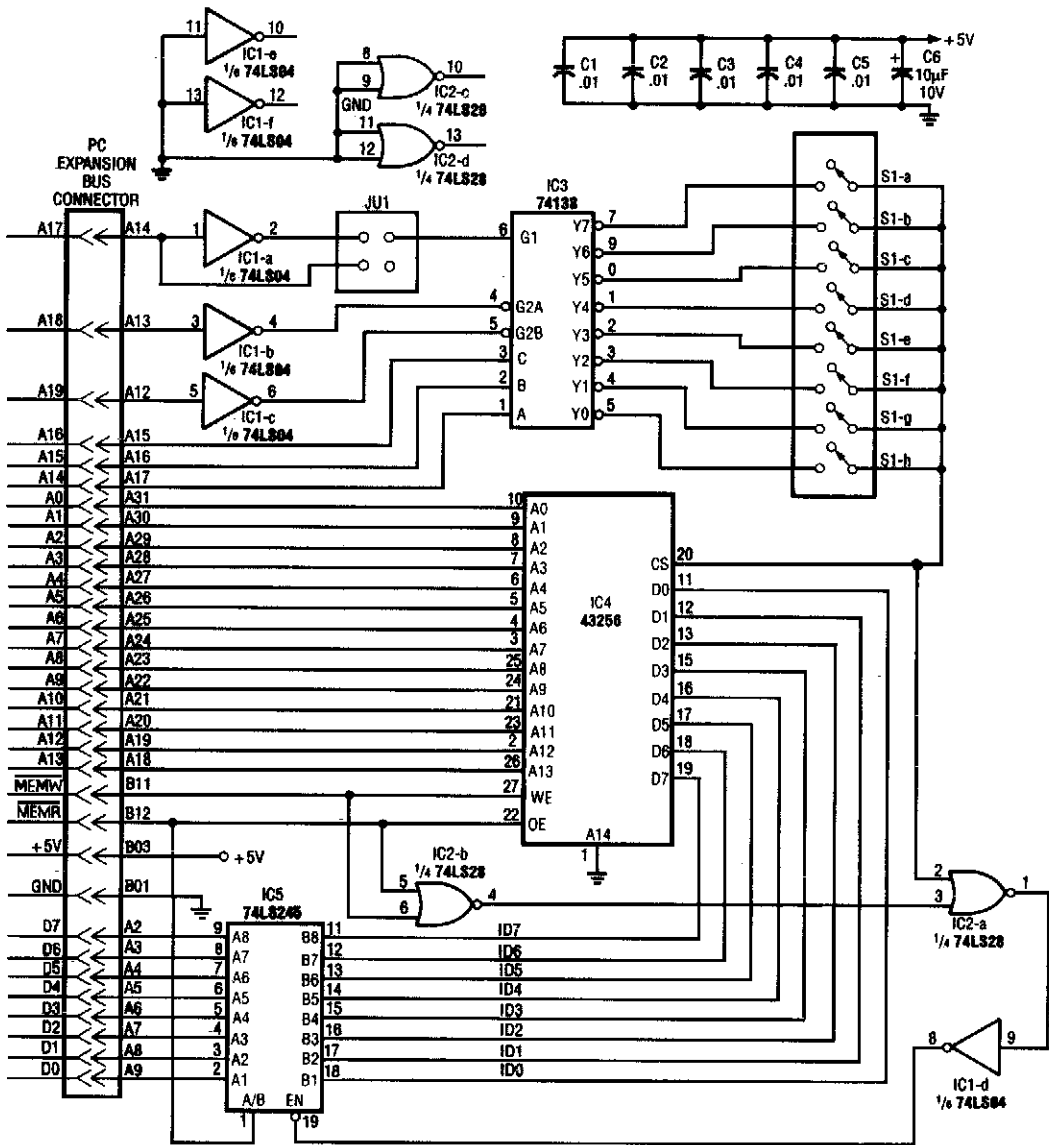 11 10
IC1-e
1/6 74LS04
13 12
IC1-f
1/6 74LS04
8 10
9
IC2-c
GND 1/4 74LS28
11 13
12
IC2-d
1/4 74LS28
+5V
C1 .01
C2 .01
C3 .01
C4 .01
C5 .01
+ C6 10µF 10V
PC
EXPANSION
BUS
CONNECTOR
A17 A14 1 2
IC1-a
1/6 74LS04
JU1
A18 A13 3 4
IC1-b
1/6 74LS04
A19 A12 5 6
IC1-c
1/6 74LS04
IC3
74138
6 G1 Y7 7
Y6 9
Y5 0
4 G2A Y4 1
5 G2B Y3 2
3 C Y2 3
2 B Y1 4
1 A Y0 5
S1-a
S1-b
S1-c
S1-d
S1-e
S1-f
S1-g
S1-h
A16 A15
A15 A16
A14 A17
A0 A31 10 A0
A1 A30 9 A1
A2 A29 8 A2
A3 A28 7 A3
A4 A27 6 A4
A5 A26 5 A5
A6 A25 4 A6
A7 A24 3 A7
A8 A23 25 A8
A9 A22 24 A9
A10 A21 21 A10
A11 A20 23 A11
A12 A19 2 A12
A13 A18 26 A13
MEMW B11 27 WE
MEMR B12 22 OE
IC4
43256
CS 20
D0 11
D1 12
D2 13
D3 15
D4 16
D5 17
D6 18
D7 19
A14
1
+5V B03 +5V
GND B01
IC2-b
1/4 74LS28
5 4
6
2 1
3
IC2-a
1/4 74LS28
IC5
74LS245
D7 A2 9 A8 B8 11 ID7
D6 A3 8 A7 B7 12 ID6
D5 A4 7 A6 B6 13 ID5
D4 A5 6 A5 B5 14 ID4
D3 A6 5 A4 B4 15 ID3
D2 A7 4 A3 B3 16 ID2
D1 A8 3 A2 B2 17 ID1
D0 A9 2 A1 B1 18 ID0
A/B EN
1 19
8 9
IC1-d
1/6 74LS04